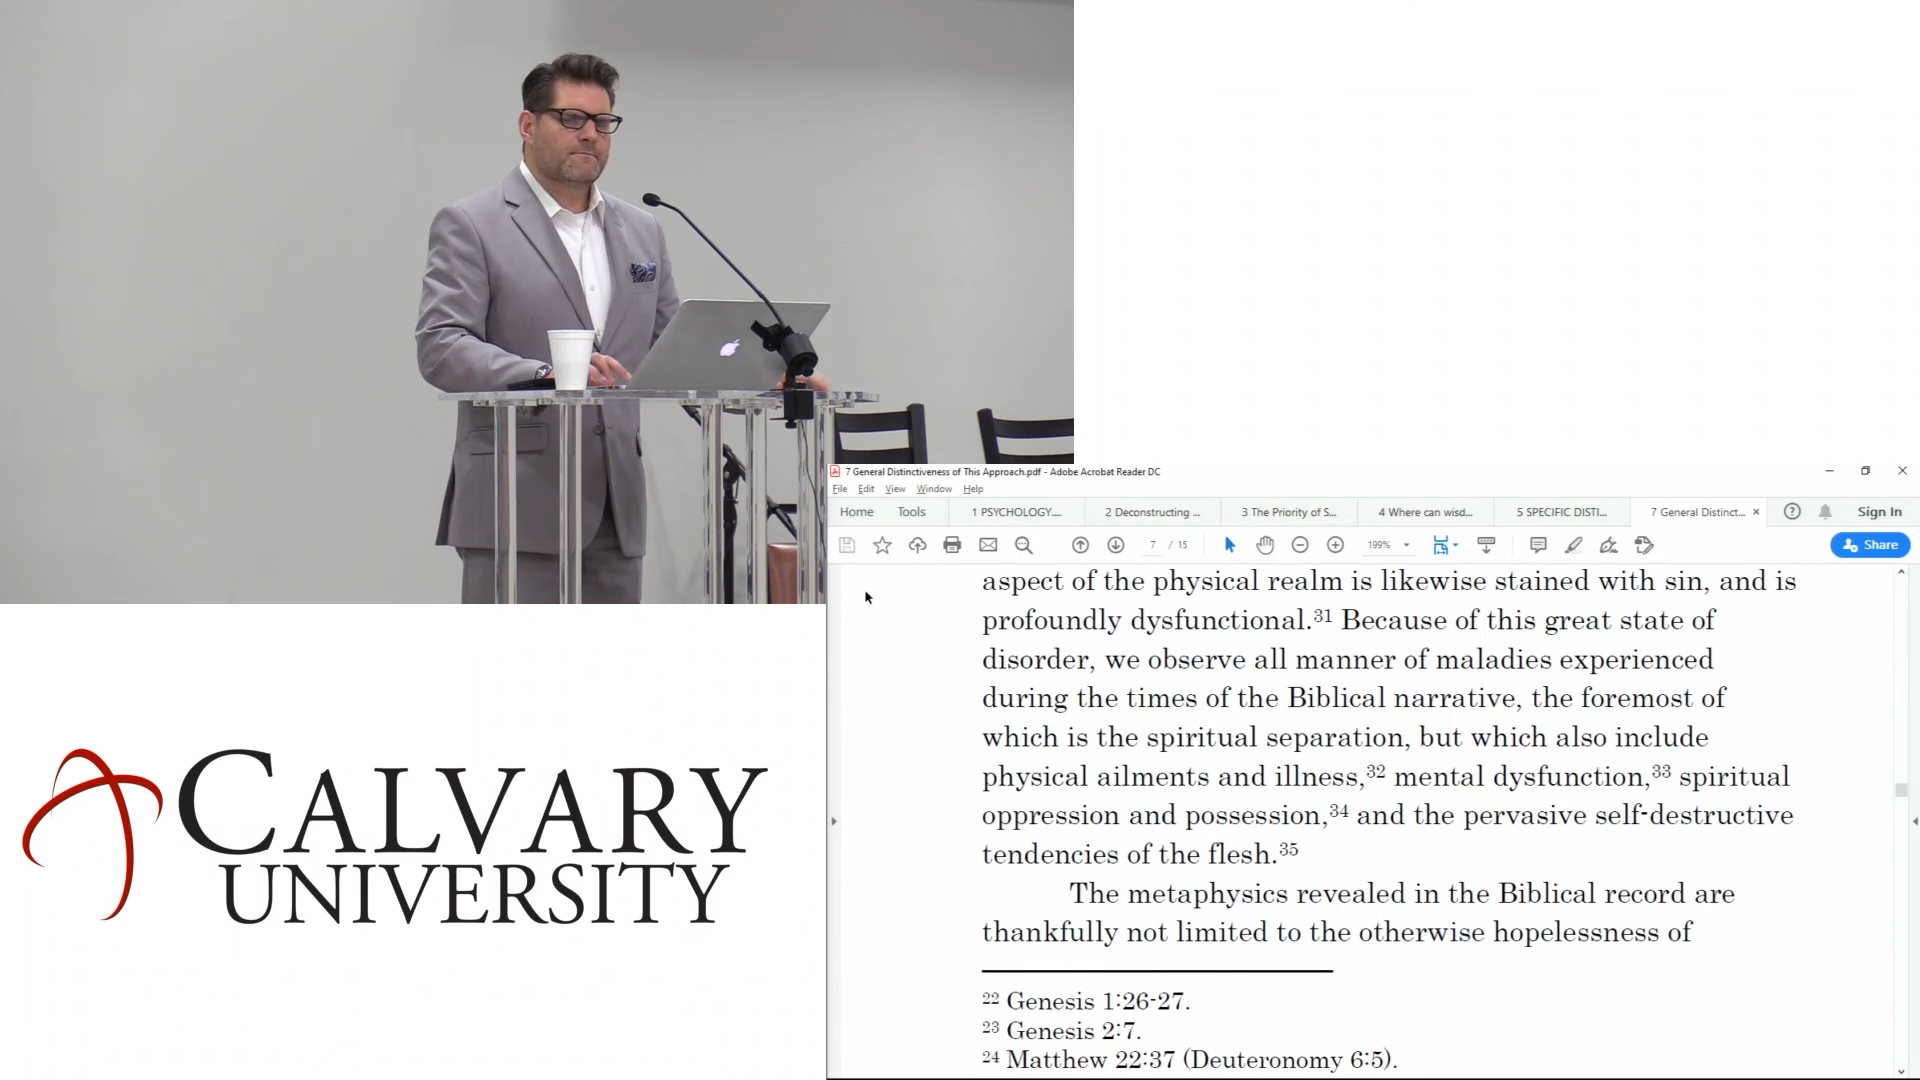 7 General Distinctiveness of This Approach.pdf - Adobe Acrobat Reader DC
File Edit View Window Help
Home Tools 1 PSYCHOLOGY.... 2 Deconstructing ... 3 The Priority of S... 4 Where can wisd... 5 SPECIFIC DISTI... 7 General Distinct... Sign In
7 / 15 199% Share
aspect of the physical realm is likewise stained with sin, and is
profoundly dysfunctional.31 Because of this great state of
disorder, we observe all manner of maladies experienced
during the times of the Biblical narrative, the foremost of
which is the spiritual separation, but which also include
physical ailments and illness,32 mental dysfunction,33 spiritual
oppression and possession,34 and the pervasive self-destructive
tendencies of the flesh.35
The metaphysics revealed in the Biblical record are
thankfully not limited to the otherwise hopelessness of
22 Genesis 1:26-27.
23 Genesis 2:7.
24 Matthew 22:37 (Deuteronomy 6:5).
CALVARY
UNIVERSITY